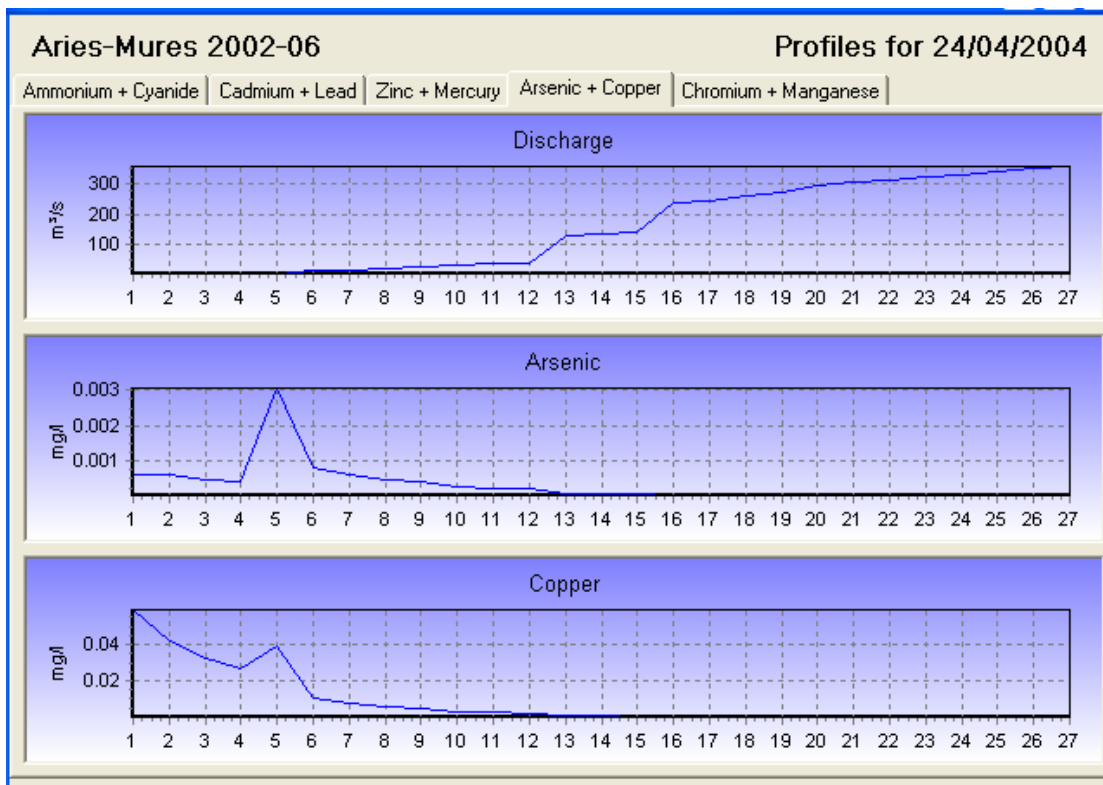 Aries-Mures 2002-06 Profiles for 24/04/2004
Ammonium + Cyanide Cadmium + Lead Zinc + Mercury Arsenic + Copper Chromium + Manganese
Discharge
300
200
100
m³/s
1 2 3 4 5 6 7 8 9 10 11 12 13 14 15 16 17 18 19 20 21 22 23 24 25 26 27
Arsenic
0.003
0.002
0.001
mg/l
1 2 3 4 5 6 7 8 9 10 11 12 13 14 15 16 17 18 19 20 21 22 23 24 25 26 27
Copper
0.04
0.02
mg/l
1 2 3 4 5 6 7 8 9 10 11 12 13 14 15 16 17 18 19 20 21 22 23 24 25 26 27